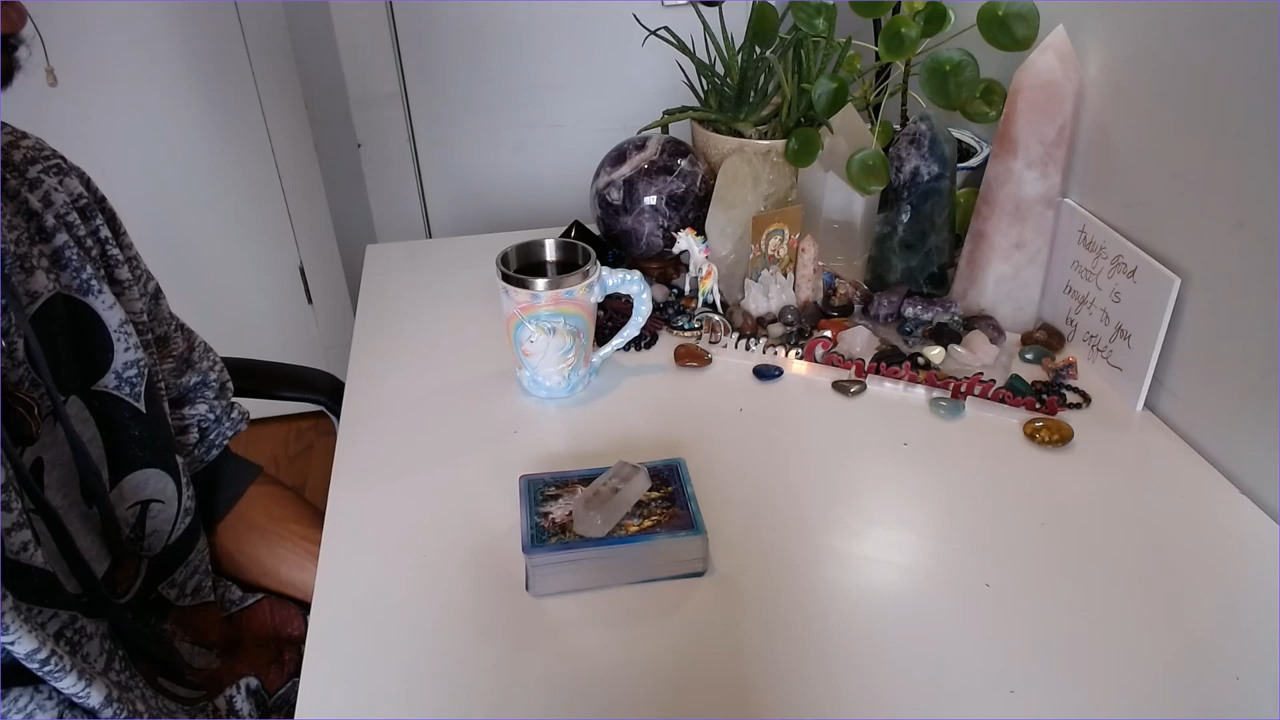 today's good
mood is
brought to you
by coffee
Divine Conversations